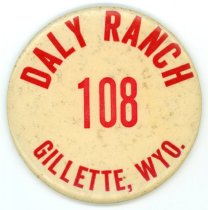 DALY RANCH
108
GILLETTE, WYO.